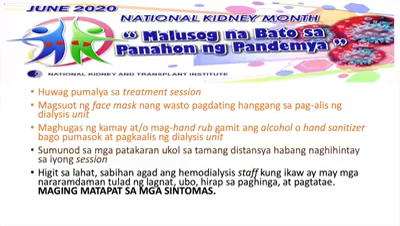 JUNE 2020
NATIONAL KIDNEY MONTH
“ Malusog na Bato sa
Panahon ng Pandemya ”
NATIONAL KIDNEY AND TRANSPLANT INSTITUTE
• Huwag pumalya sa treatment session
• Magsuot ng face mask nang wasto pagdating hanggang sa pag-alis ng
dialysis unit
• Maghugas ng kamay at/o mag-hand rub gamit ang alcohol o hand sanitizer
bago pumasok at pagkaalis ng dialysis unit
• Sumunod sa mga patakaran ukol sa tamang distansya habang naghihintay
sa iyong session
• Higit sa lahat, sabihan agad ang hemodialysis staff kung ikaw ay may mga
nararamdaman tulad ng lagnat, ubo, hirap sa paghinga, at pagtatae.
MAGING MATAPAT SA MGA SINTOMAS.